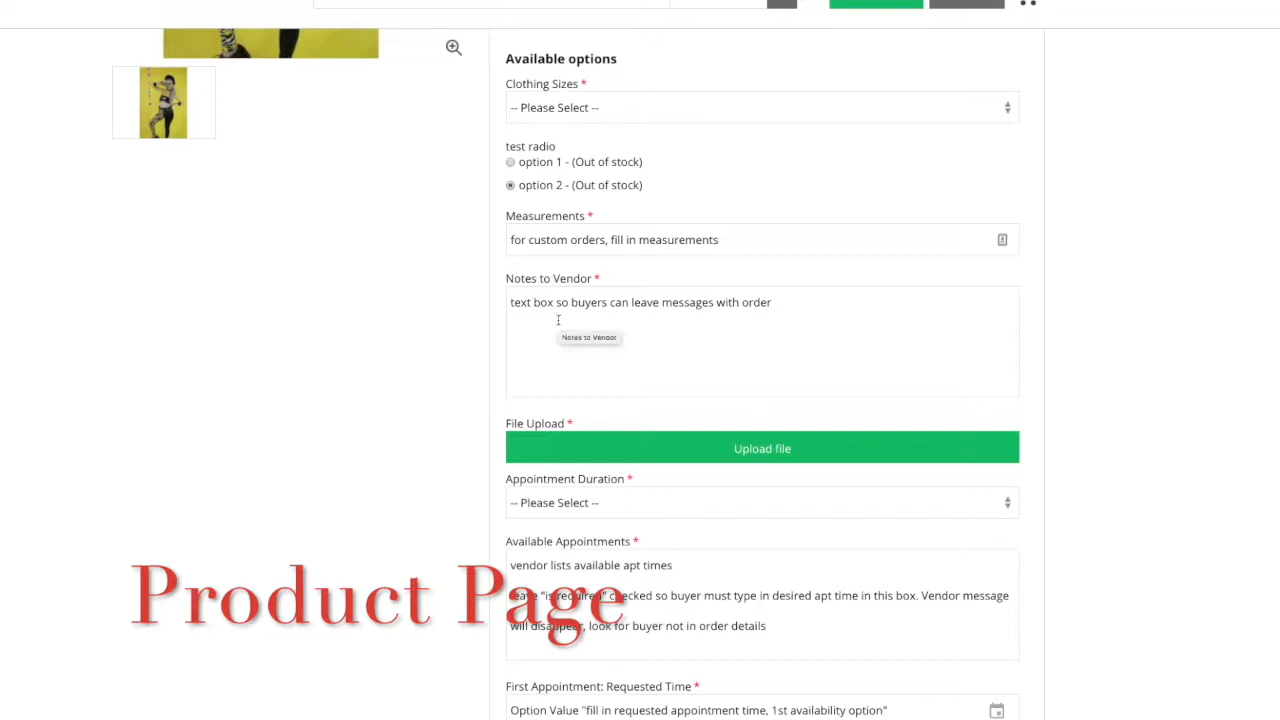 Available options
Clothing Sizes *
-- Please Select --
test radio
option 1 - (Out of stock)
option 2 - (Out of stock)
Measurements *
for custom orders, fill in measurements
Notes to Vendor *
text box so buyers can leave messages with order
Notes to Vendor
File Upload *
Upload file
Appointment Duration *
-- Please Select --
Available Appointments *
vendor lists available apt times
leave "is required" checked so buyer must type in desired apt time in this box. Vendor message
will disappear, look for buyer not in order details
Product Page
First Appointment: Requested Time *
Option Value "fill in requested appointment time, 1st availability option"